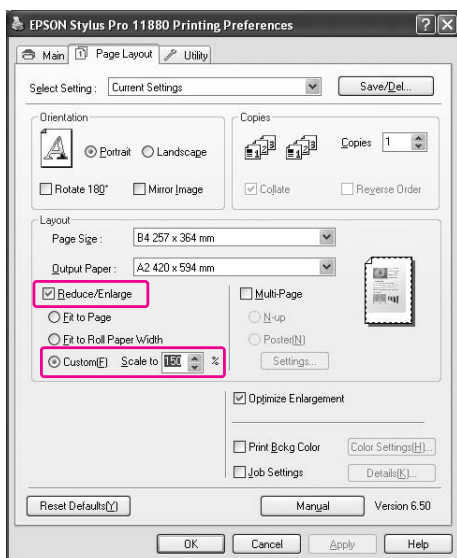 EPSON Stylus Pro 11880 Printing Preferences
Main Page Layout Utility
Select Setting : Current Settings Save/Del...
Orientation Copies
A Portrait Landscape Copies 1
Rotate 180° Mirror Image Collate Reverse Order
Layout
Page Size : B4 257 x 364 mm
Output Paper : A2 420 x 594 mm
Reduce/Enlarge Multi-Page
Fit to Page N-up
Fit to Roll Paper Width Poster(N)
Custom(F) Scale to 150 % Settings...
Optimize Enlargement
Print Bckg Color Color Settings(H)...
Job Settings Details(K)...
Reset Defaults(Y) Manual Version 6.50
OK Cancel Apply Help